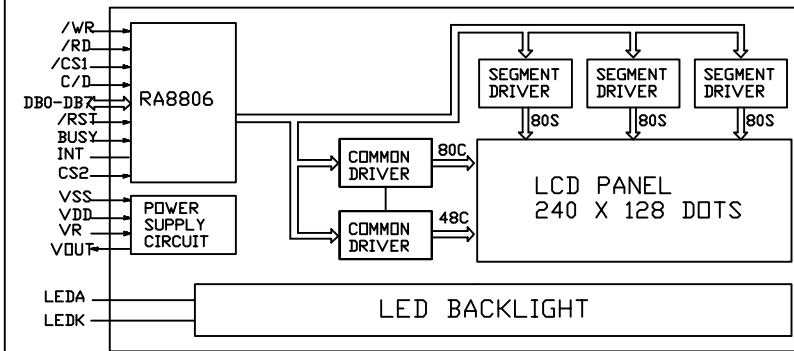 /WR
/RD
/CS1
C/D
DB0-DB7
/RST
BUSY
INT
CS2
RA8806
VSS
VDD
VR
VOUT
POWER
SUPPLY
CIRCUIT
SEGMENT
DRIVER
SEGMENT
DRIVER
SEGMENT
DRIVER
80S
80S
80S
COMMON
DRIVER
80C
COMMON
DRIVER
48C
LCD PANEL
240 X 128 DOTS
LEDA
LEDK
LED BACKLIGHT